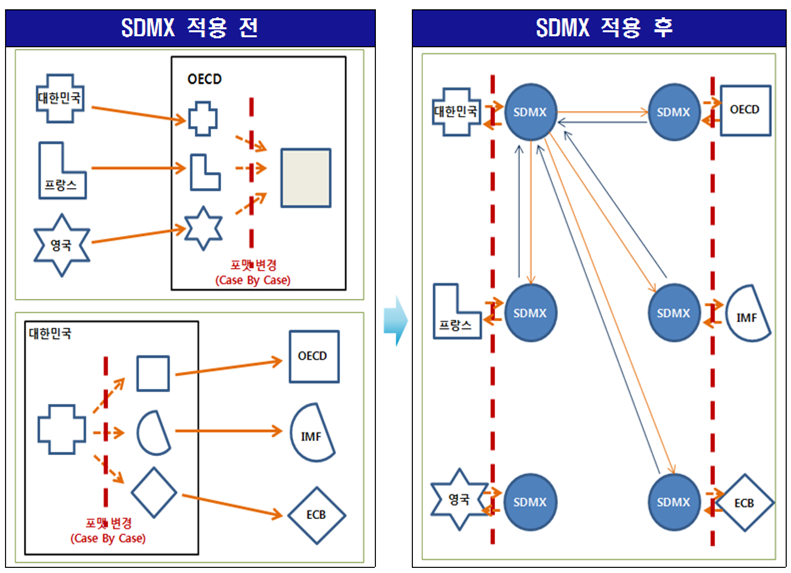 SDMX 적용 전
OECD
대한민국
프랑스
영국
포맷 변경
(Case By Case)
대한민국
OECD
IMF
ECB
포맷 변경
(Case By Case)
SDMX 적용 후
대한민국
SDMX
SDMX
OECD
프랑스
SDMX
SDMX
IMF
영국
SDMX
SDMX
ECB